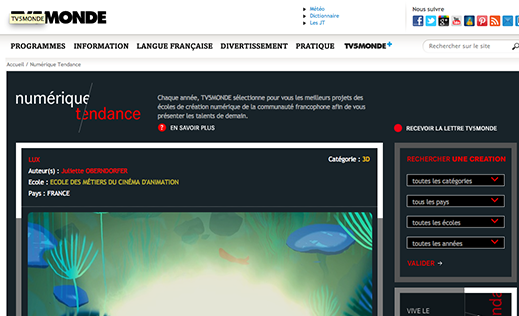 TV5MONDE
TV5MONDE
Météo
Dictionnaire
Les JT
Nous suivre
PROGRAMMES INFORMATION LANGUE FRANÇAISE DIVERTISSEMENT PRATIQUE TV5MONDE+
Rechercher sur le site
Accueil / Numérique Tendance
numérique
tendance
Chaque année, TV5MONDE sélectionne pour vous les meilleurs projets des
écoles de création numérique de la communauté francophone afin de vous
présenter les talents de demain.
? EN SAVOIR PLUS
RECEVOIR LA LETTRE TV5MONDE
LUX
Catégorie : 3D
Auteur(s) : Juliette OBERNDORFER
Ecole : ECOLE DES MÉTIERS DU CINÉMA D'ANIMATION
Pays : FRANCE
RECHERCHER UNE CREATION
toutes les catégories
tous les pays
toutes les écoles
toutes les années
VALIDER
VIVE LE